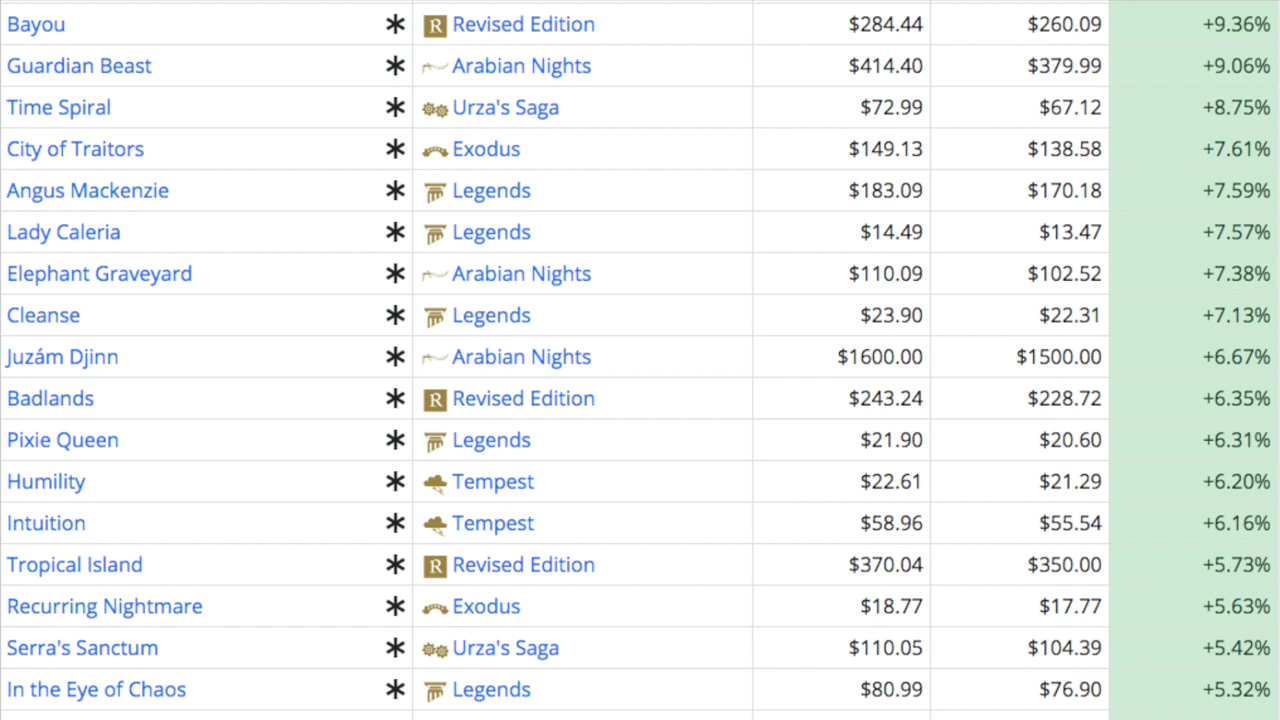 Bayou * R Revised Edition $284.44 $260.09 +9.36%
Guardian Beast * Arabian Nights $414.40 $379.99 +9.06%
Time Spiral * Urza's Saga $72.99 $67.12 +8.75%
City of Traitors * Exodus $149.13 $138.58 +7.61%
Angus Mackenzie * Legends $183.09 $170.18 +7.59%
Lady Caleria * Legends $14.49 $13.47 +7.57%
Elephant Graveyard * Arabian Nights $110.09 $102.52 +7.38%
Cleanse * Legends $23.90 $22.31 +7.13%
Juzám Djinn * Arabian Nights $1600.00 $1500.00 +6.67%
Badlands * R Revised Edition $243.24 $228.72 +6.35%
Pixie Queen * Legends $21.90 $20.60 +6.31%
Humility * Tempest $22.61 $21.29 +6.20%
Intuition * Tempest $58.96 $55.54 +6.16%
Tropical Island * R Revised Edition $370.04 $350.00 +5.73%
Recurring Nightmare * Exodus $18.77 $17.77 +5.63%
Serra's Sanctum * Urza's Saga $110.05 $104.39 +5.42%
In the Eye of Chaos * Legends $80.99 $76.90 +5.32%